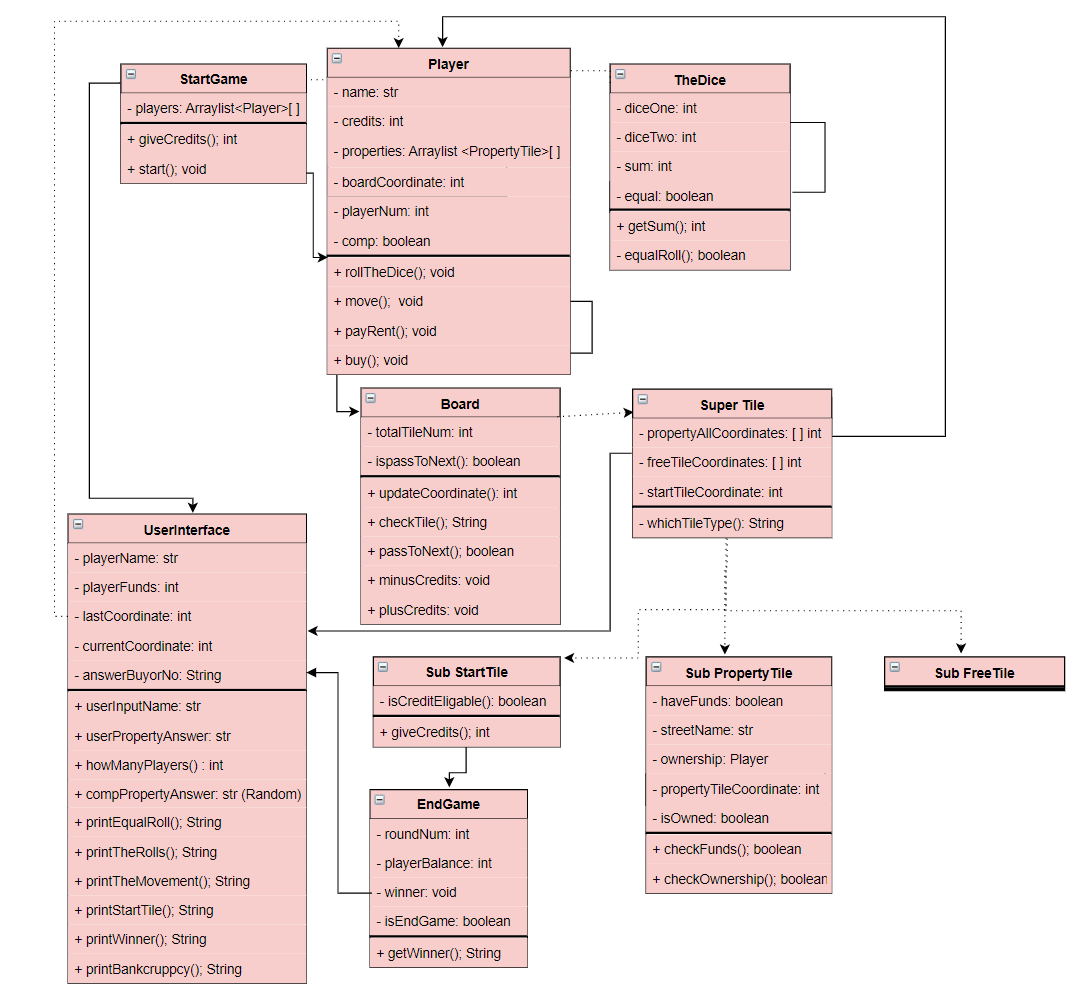 StartGame
- players: Arraylist<Player>[ ]
+ giveCredits(); int
+ start(); void
Player
- name: str
- credits: int
- properties: Arraylist <PropertyTile>[ ]
- boardCoordinate: int
- playerNum: int
- comp: boolean
+ rollTheDice(); void
+ move();  void
+ payRent(); void
+ buy(); void
TheDice
- diceOne: int
- diceTwo: int
- sum: int
- equal: boolean
+ getSum(); int
- equalRoll(); boolean
Board
- totalTileNum: int
- ispassToNext(): boolean
+ updateCoordinate(): int
+ checkTile(); String
+ passToNext(); boolean
+ minusCredits: void
+ plusCredits: void
Super Tile
- propertyAllCoordinates: [ ] int
- freeTileCoordinates: [ ] int
- startTileCoordinate: int
- whichTileType(): String
UserInterface
- playerName: str
- playerFunds: int
- lastCoordinate: int
- currentCoordinate: int
- answerBuyorNo: String
+ userInputName: str
+ userPropertyAnswer: str
+ howManyPlayers() : int
+ compPropertyAnswer: str (Random)
+ printEqualRoll(); String
+ printTheRolls(); String
+ printTheMovement(); String
+ printStartTile(); String
+ printWinner(); String
+ printBankcruppcy(); String
Sub StartTile
- isCreditEligable(): boolean
+ giveCredits(); int
Sub PropertyTile
- haveFunds: boolean
- streetName: str
- ownership: Player
- propertyTileCoordinate: int
- isOwned: boolean
+ checkFunds(); boolean
+ checkOwnership(); boolean
Sub FreeTile
EndGame
- roundNum: int
- playerBalance: int
- winner: void
- isEndGame: boolean
+ getWinner(); String